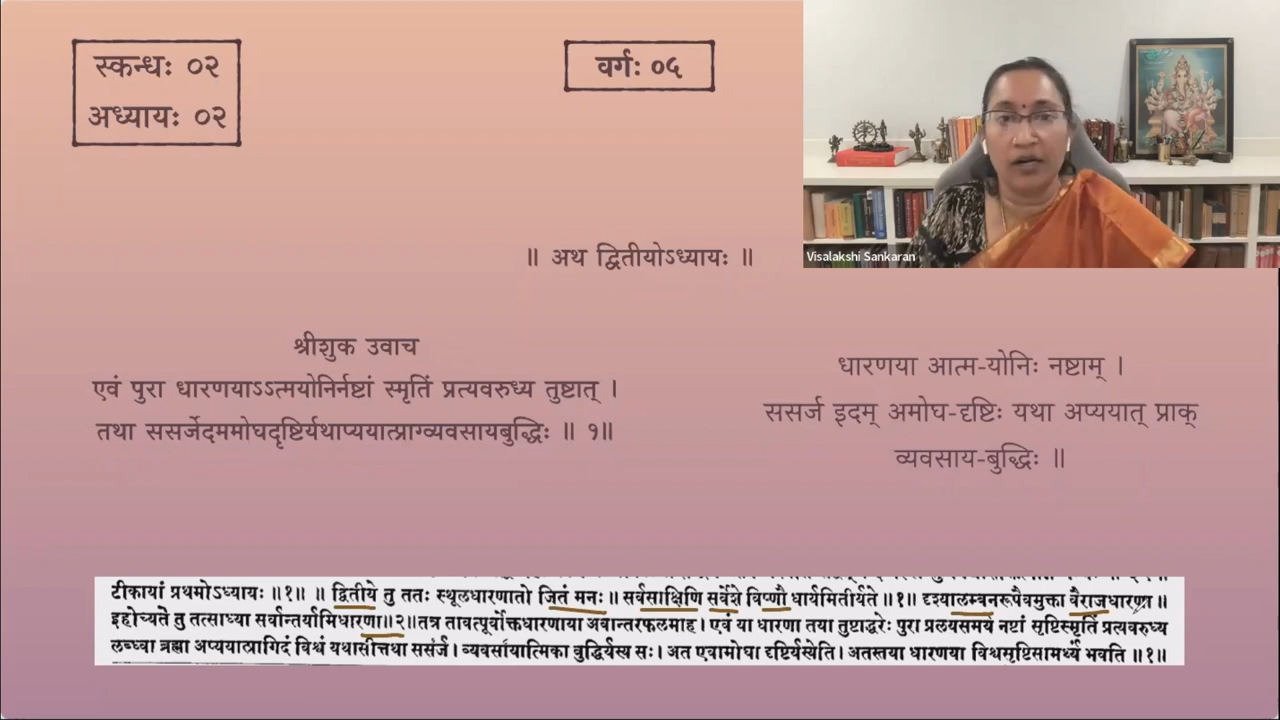 स्कन्धः ०२
अध्यायः ०२
वर्गः ०५
Visalakshi Sankaran
॥ अथ द्वितीयोऽध्यायः ॥
श्रीशुक उवाच
एवं पुरा धारणयाऽऽत्मयोनिर्नष्टां स्मृतिं प्रत्यवरुध्य तुष्टात् ।
तथा ससर्जेदममोघदृष्टिर्यथाप्ययात्प्राग्व्यवसायबुद्धिः ॥ १॥
धारणया आत्म-योनिः नष्टाम् ।
ससर्ज इदम् अमोघ-दृष्टिः यथा अप्ययात् प्राक्
व्यवसाय-बुद्धिः ॥
टीकायां प्रथमोऽध्यायः ॥१॥ ॥ द्वितीये तु ततः स्थूलधारणातो जितं मनः ॥ सर्वसाक्षिणि सर्वेशे विष्णौ धार्यमितीर्यते ॥१॥ दृश्यालम्बनरूपैवमुक्ता वैराजधारणा ॥
इहोच्यते तु तत्साध्या सर्वान्तर्यामिधारणा॥२॥तत्र तावत्पूर्वोक्तधारणाया अवान्तरफलमाह। एवं या धारणा तया तुष्टाद्धरेः पुरा प्रलयसमये नष्टां सृष्टिस्मृतिं प्रत्यवरुध्य
लब्ध्वा ब्रह्मा अप्ययात्प्रागिदं विश्वं यथासीत्तथा ससर्ज। व्यवसायात्मिका बुद्धिर्यस्य सः। अत एवामोघा दृष्टिर्यस्येति। अतस्तया धारणया विश्वसृष्टिसामर्थ्यं भवति ॥१॥